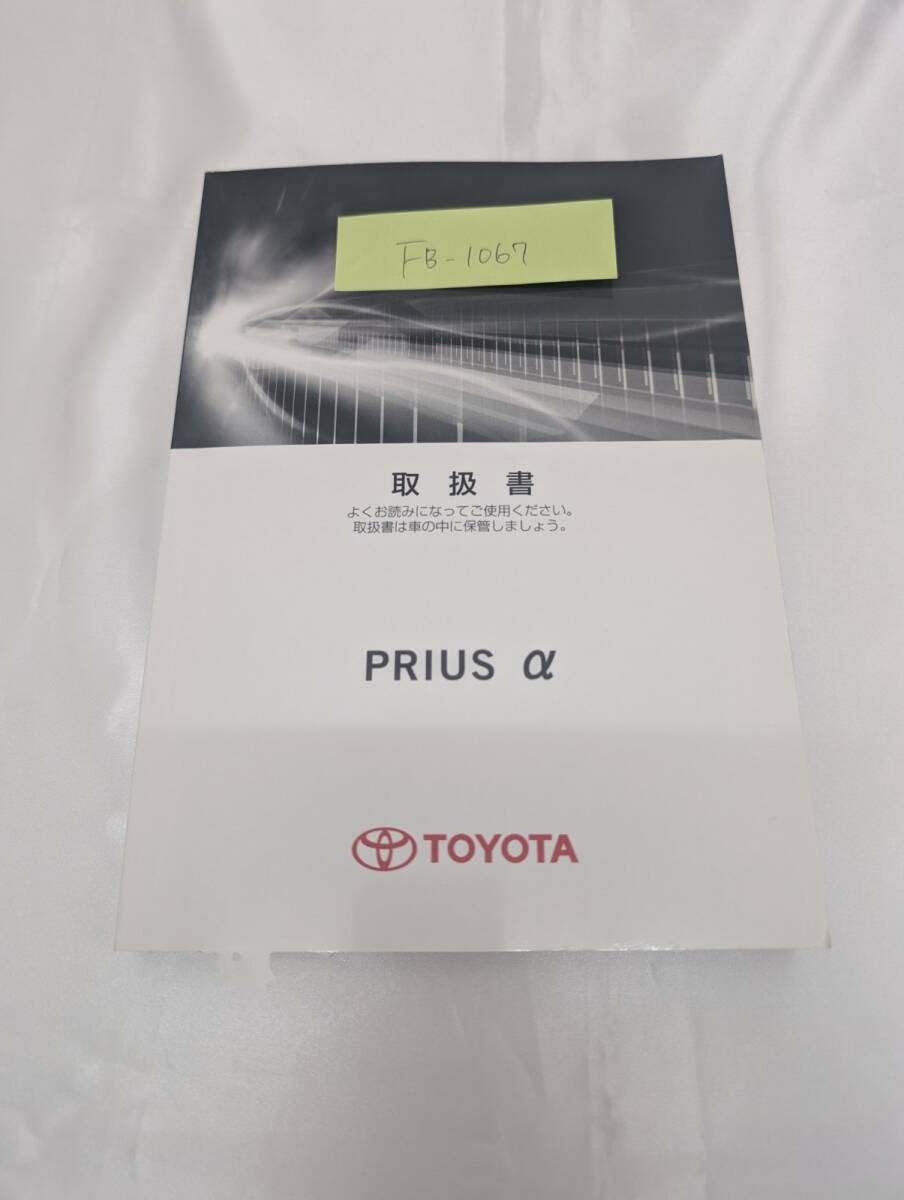 FB-1067
取扱書
よくお読みになってご使用ください。
取扱書は車の中に保管しましょう。
PRIUS α
TOYOTA